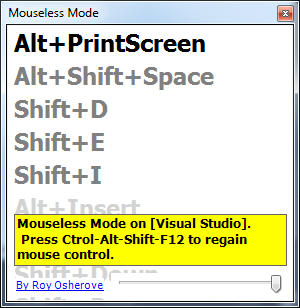 Mouseless Mode
Alt+PrintScreen
Alt+Shift+Space
Shift+D
Shift+E
Shift+I
Alt+Insert
Mouseless Mode on [Visual Studio].
Press Ctrol-Alt-Shift-F12 to regain
mouse control.
Shift+Down
By Roy Osherove